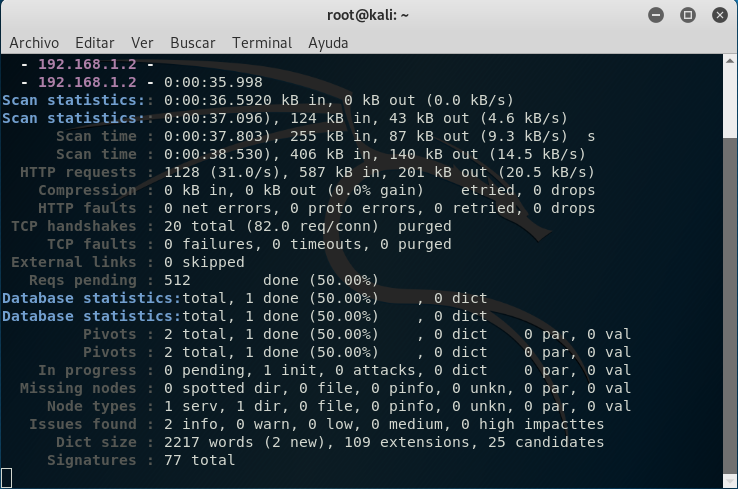 root@kali: ~
Archivo Editar Ver Buscar Terminal Ayuda
- 192.168.1.2 -
- 192.168.1.2 - 0:00:35.998
Scan statistics:: 0:00:36.5920 kB in, 0 kB out (0.0 kB/s)
Scan statistics: 0:00:37.096), 124 kB in, 43 kB out (4.6 kB/s)
Scan time : 0:00:37.803), 255 kB in, 87 kB out (9.3 kB/s) s
Scan time : 0:00:38.530), 406 kB in, 140 kB out (14.5 kB/s)
HTTP requests : 1128 (31.0/s), 587 kB in, 201 kB out (20.5 kB/s)
Compression : 0 kB in, 0 kB out (0.0% gain) etried, 0 drops
HTTP faults : 0 net errors, 0 proto errors, 0 retried, 0 drops
TCP handshakes : 20 total (82.0 req/conn) purged
TCP faults : 0 failures, 0 timeouts, 0 purged
External links : 0 skipped
Reqs pending : 512 done (50.00%)
Database statistics:total, 1 done (50.00%) , 0 dict
Database statistics:total, 1 done (50.00%) , 0 dict
Pivots : 2 total, 1 done (50.00%) , 0 dict 0 par, 0 val
Pivots : 2 total, 1 done (50.00%) , 0 dict 0 par, 0 val
In progress : 0 pending, 1 init, 0 attacks, 0 dict 0 par, 0 val
Missing nodes : 0 spotted dir, 0 file, 0 pinfo, 0 unkn, 0 par, 0 val
Node types : 1 serv, 1 dir, 0 file, 0 pinfo, 0 unkn, 0 par, 0 val
Issues found : 2 info, 0 warn, 0 low, 0 medium, 0 high impacttes
Dict size : 2217 words (2 new), 109 extensions, 25 candidates
Signatures : 77 total